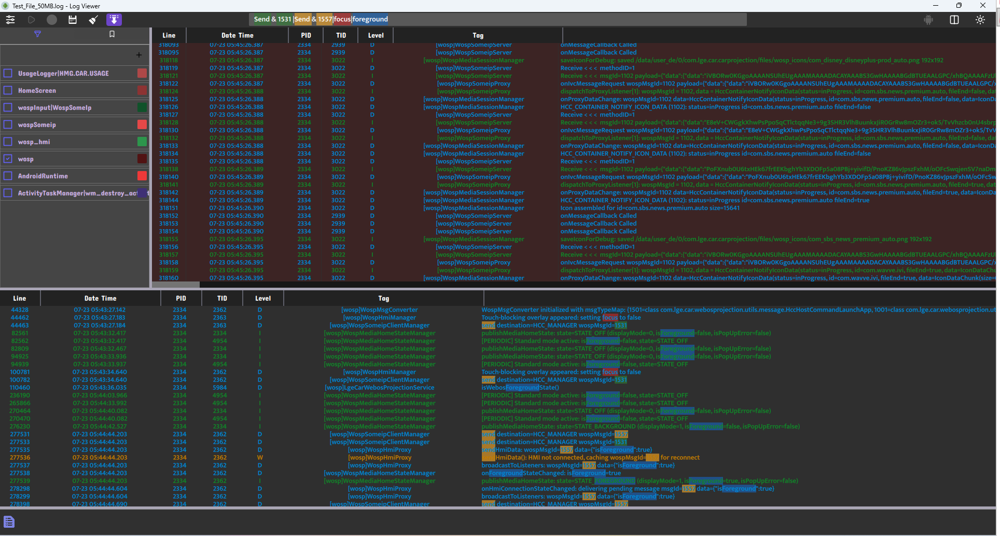 Test_File_50MB.log - Log Viewer
Send & 1531 |Send & 1557|focus|foreground
UsageLogger|HMG.CAR.USAGE
HomeScreen
wospInput|WospSomeIp
wospSomeip
wosp_hmi
wosp
AndroidRuntime
ActivityTaskManager|wm_destroy_act
Line Date Time PID TID Level Tag
318093 07-23 05:45:26.387 2334 2939 D [wosp]WospSomeipServer onMessageCallback Called
318095 07-23 05:45:26.387 2334 2939 D [wosp]WospSomeipServer onMessageCallback Called
318118 07-23 05:45:26.387 2334 3022 I [wosp]WospMediaSessionManager saveIconForDebug: saved /data/user_de/0/com.lge.car.carprojection/files/wosp_icons/com_disney_disneyplus-prod_auto.png 192x192
318119 07-23 05:45:26.387 2334 3022 D [wosp]WospSomeipServer Receive < < < methodID=1
318121 07-23 05:45:26.387 2334 3022 I [wosp]WospSomeipServer Receive < < < msgId=1102 payload={"data":{"data":"iVBORw0KGgoAAAANSUhEUgAAAMAAAADACAYAAABS3GwHAAAABGdBTUEAALGPC/xhBQAAAFzU
318122 07-23 05:45:26.387 2334 3022 D [wosp]WospSomeipProxy onIvcMessageRequest wospMsgId=1102 payload={"data":{"data":"iVBORw0KGgoAAAANSUhEUgAAAMAAAADACAYAAABS3GwHAAAABGdBTUEAALGPC/
318124 07-23 05:45:26.387 2334 3022 I [wosp]WospSomeipProxy dispatchToProxyListener[1]: wospMsgId = 1102, data = HccContainerNotifyIconData(status=inProgress, id=com.sbs.news.premium.auto, fileEnd=false, dat
318125 07-23 05:45:26.388 2334 3022 D [wosp]WospMediaSessionManager onProxyDataChange: wospMsgId=1102 data=HccContainerNotifyIconData(status=inProgress, id=com.sbs.news.premium.auto, fileEnd=false, data=IconDa
318126 07-23 05:45:26.388 2334 3022 D [wosp]WospMediaSessionManager HCC_CONTAINER_NOTIFY_ICON_DATA (1102): status=inProgress id=com.sbs.news.premium.auto fileEnd=false
318127 07-23 05:45:26.388 2334 3022 D [wosp]WospSomeipServer Receive < < < methodID=1
318128 07-23 05:45:26.388 2334 3022 I [wosp]WospSomeipServer Receive < < < msgId=1102 payload={"data":{"data":"E8eV+CWGgkXhwPsPpoSqCTlctqqNe3+9g3SHR3VlhBuunkxJiR0GrRw8mOZr3+ok5/TvVhzcb0nU4sbrp
318130 07-23 05:45:26.388 2334 3022 D [wosp]WospSomeipProxy onIvcMessageRequest wospMsgId=1102 payload={"data":{"data":"E8eV+CWGgkXhwPsPpoSqCTlctqqNe3+9g3SHR3VlhBuunkxJiR0GrRw8mOZr3+ok5/TvV
318132 07-23 05:45:26.388 2334 3022 I [wosp]WospSomeipProxy dispatchToProxyListener[1]: wospMsgId = 1102, data = HccContainerNotifyIconData(status=inProgress, id=com.sbs.news.premium.auto, fileEnd=false, dat
318133 07-23 05:45:26.388 2334 3022 D [wosp]WospMediaSessionManager onProxyDataChange: wospMsgId=1102 data=HccContainerNotifyIconData(status=inProgress, id=com.sbs.news.premium.auto, fileEnd=false, data=IconDa
318134 07-23 05:45:26.388 2334 3022 D [wosp]WospMediaSessionManager HCC_CONTAINER_NOTIFY_ICON_DATA (1102): status=inProgress id=com.sbs.news.premium.auto fileEnd=false
318135 07-23 05:45:26.388 2334 3022 D [wosp]WospSomeipServer Receive < < < methodID=1
318138 07-23 05:45:26.389 2334 3022 I [wosp]WospSomeipServer Receive < < < msgId=1102 payload={"data":{"data":"PoFXnub0U6txHEk67frEEKbghYb3XDOFp5a08PBj+yivifD/PnoKZ86vJpszFxhM/oOFcSwqjenSV7naDm
318140 07-23 05:45:26.389 2334 3022 D [wosp]WospSomeipProxy onIvcMessageRequest wospMsgId=1102 payload={"data":{"data":"PoFXnub0U6txHEk67frEEKbghYb3XDOFp5a08PBj+yivifD/PnoKZ86vJpszFxhM/oOFcS
318141 07-23 05:45:26.389 2334 3022 I [wosp]WospSomeipProxy dispatchToProxyListener[1]: wospMsgId = 1102, data = HccContainerNotifyIconData(status=inProgress, id=com.sbs.news.premium.auto, fileEnd=true, dat
318142 07-23 05:45:26.389 2334 3022 D [wosp]WospMediaSessionManager onProxyDataChange: wospMsgId=1102 data=HccContainerNotifyIconData(status=inProgress, id=com.sbs.news.premium.auto, fileEnd=true, data=IconDa
318144 07-23 05:45:26.389 2334 3022 D [wosp]WospMediaSessionManager HCC_CONTAINER_NOTIFY_ICON_DATA (1102): status=inProgress id=com.sbs.news.premium.auto fileEnd=true
318151 07-23 05:45:26.390 2334 3022 D [wosp]WospMediaSessionManager Icon assembled for id=com.sbs.news.premium.auto size=15641
318152 07-23 05:45:26.390 2334 2939 D [wosp]WospSomeipServer onMessageCallback Called
318153 07-23 05:45:26.390 2334 2939 D [wosp]WospSomeipServer onMessageCallback Called
318154 07-23 05:45:26.390 2334 2939 D [wosp]WospSomeipServer onMessageCallback Called
318155 07-23 05:45:26.395 2334 3022 I [wosp]WospMediaSessionManager saveIconForDebug: saved /data/user_de/0/com.lge.car.carprojection/files/wosp_icons/com_sbs_news_premium_auto.png 192x192
318156 07-23 05:45:26.395 2334 3022 D [wosp]WospSomeipServer Receive < < < methodID=1
318157 07-23 05:45:26.395 2334 3022 I [wosp]WospSomeipServer Receive < < < msgId=1102 payload={"data":{"data":"iVBORw0KGgoAAAANSUhEUgAAAMAAAADACAYAAABS3GwHAAAABGdBTUEAALGPC/xhBQAAAFzU
318158 07-23 05:45:26.395 2334 3022 D [wosp]WospSomeipProxy onIvcMessageRequest wospMsgId=1102 payload={"data":{"data":"iVBORw0KGgoAAAANSUhEUgAAAMAAAADACAYAAABS3GwHAAAABGdBTUEAALGPC/
318159 07-23 05:45:26.395 2334 3022 I [wosp]WospSomeipProxy dispatchToProxyListener[1]: wospMsgId = 1102, data = HccContainerNotifyIconData(status=inProgress, id=com.wavve.ivi, fileEnd=true, data=IconDataChu
318160 07-23 05:45:26.395 2334 3022 D [wosp]WospMediaSessionManager onProxyDataChange: wospMsgId=1102 data=HccContainerNotifyIconData(status=inProgress, id=com.wavve.ivi, fileEnd=true, data=IconDataChunk(size=
Line Date Time PID TID Level Tag
44328 07-23 05:43:27.142 2334 2362 D [wosp]WospMsgConverter WospMsgConverter initialized with msgTypeMap: {1501=class com.lge.car.webosprojection.utils.message.HccHostCommandLaunchApp, 1001=class com.lge.car.webosprojection.ut
44462 07-23 05:43:27.183 2334 2363 D [wosp]WospHmiManager Touch-blocking overlay appeared: setting focus to false
44463 07-23 05:43:27.184 2334 2363 D [wosp]WospSomeipClientManager send destination=HCC_MANAGER wospMsgId=1531
82561 07-23 05:43:32.417 2334 2334 I [wosp]WospMediaHomeStateManager publishMediaHomeState: state=STATE_OFF (displayMode=0, isForeground=false, isPopUpError=false)
82562 07-23 05:43:32.417 2334 4954 I [wosp]WospMediaHomeStateManager [PERIODIC] Standard mode active: isForeground=false, state=STATE_OFF
82809 07-23 05:43:32.467 2334 2334 I [wosp]WospMediaHomeStateManager publishMediaHomeState: state=STATE_OFF (displayMode=0, isForeground=false, isPopUpError=false)
94925 07-23 05:43:33.936 2334 2334 I [wosp]WospMediaHomeStateManager publishMediaHomeState: state=STATE_OFF (displayMode=0, isForeground=false, isPopUpError=false)
94939 07-23 05:43:33.937 2334 4954 I [wosp]WospMediaHomeStateManager [PERIODIC] Standard mode active: isForeground=false, state=STATE_OFF
100781 07-23 05:43:34.640 2334 2362 D [wosp]WospHmiManager Touch-blocking overlay appeared: setting focus to false
100782 07-23 05:43:34.640 2334 2362 D [wosp]WospSomeipClientManager send destination=HCC_MANAGER wospMsgId=1531
110460 07-23 05:43:36.035 2334 5984 D [wosp]LgeCarWebosProjectionService isWebosForegroundState()
236190 07-23 05:44:03.966 2334 4954 I [wosp]WospMediaHomeStateManager [PERIODIC] Standard mode active: isForeground=false, state=STATE_OFF
265866 07-23 05:44:33.992 2334 4954 I [wosp]WospMediaHomeStateManager [PERIODIC] Standard mode active: isForeground=false, state=STATE_OFF
270464 07-23 05:44:40.082 2334 2334 I [wosp]WospMediaHomeStateManager publishMediaHomeState: state=STATE_OFF (displayMode=0, isForeground=false, isPopUpError=false)
270470 07-23 05:44:40.082 2334 4954 I [wosp]WospMediaHomeStateManager [PERIODIC] Standard mode active: isForeground=false, state=STATE_OFF
276230 07-23 05:44:42.527 2334 2334 I [wosp]WospMediaHomeStateManager publishMediaHomeState: state=STATE_BACKGROUND (displayMode=1, isForeground=false, isPopUpError=false)
277531 07-23 05:44:44.203 2334 2362 D [wosp]WospSomeipClientManager send destination=HCC_MANAGER wospMsgId=1557
277533 07-23 05:44:44.203 2334 2362 D [wosp]WospSomeipClientManager send destination=HCC_MANAGER wospMsgId=1531
277535 07-23 05:44:44.203 2334 2362 D [wosp]WospHmiProxy sendHmiData: wospMsgId=1557 data={"isForeground":true}
277536 07-23 05:44:44.203 2334 2362 W [wosp]WospHmiProxy HmiData(): HMI not connected, caching wospMsgId= for reconnect
277537 07-23 05:44:44.203 2334 2362 D [wosp]WospHmiProxy broadcastToListeners: wospMsgId=1557 data={"isForeground":true}
277538 07-23 05:44:44.203 2334 2362 D [wosp]WospMediaHomeStateManager onForegroundStateChanged: isForeground=true
277539 07-23 05:44:44.203 2334 2362 I [wosp]WospMediaHomeStateManager publishMediaHomeState: state=STATE_FOREGROUND (displayMode=1, isForeground=true, isPopUpError=false)
278298 07-23 05:44:44.604 2334 2362 D [wosp]WospHmiProxy onHmiConnectionStateChanged: delivering pending message msgId=1557 data={"isForeground":true}
278299 07-23 05:44:44.604 2334 2362 D [wosp]WospHmiProxy broadcastToListeners: wospMsgId=1557 data={"isForeground":true}
278398 07-23 05:44:44.690 2334 2362 D [wosp]WospSomeipClientManager send destination=HCC_MANAGER wospMsgId=1557